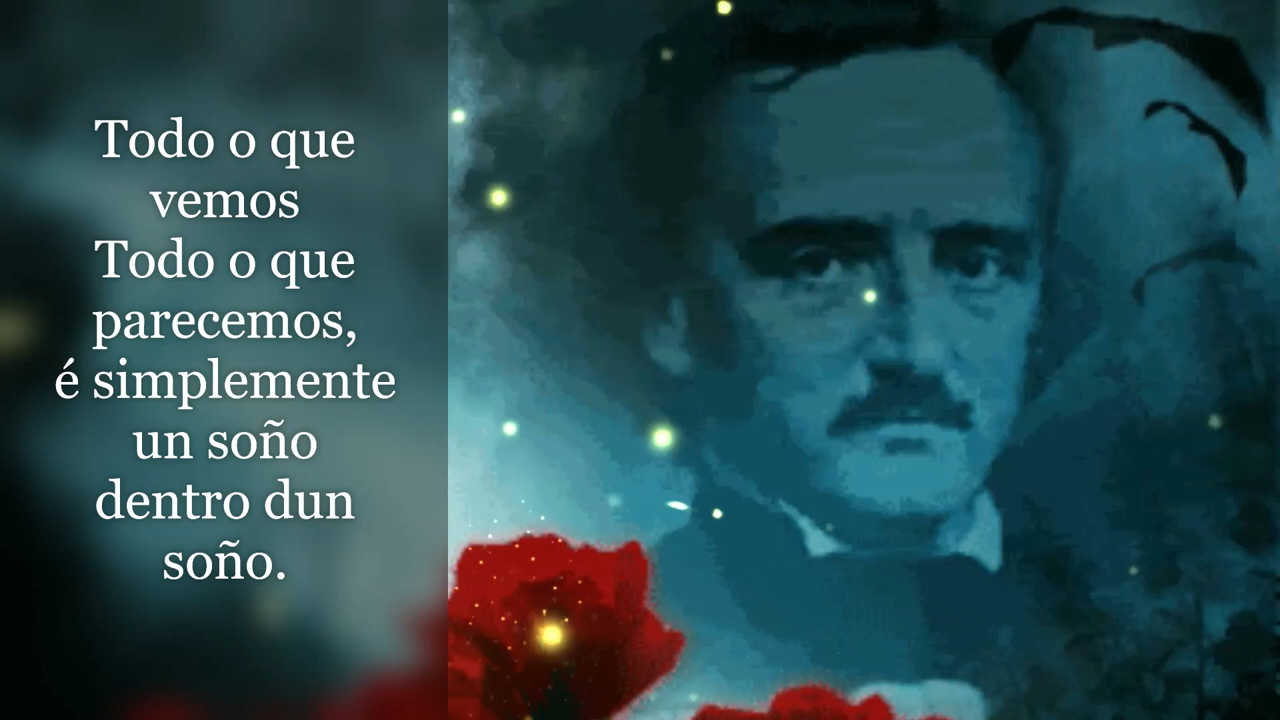 Todo o que
vemos
Todo o que
parecemos,
é simplemente
un soño
dentro dun
soño.